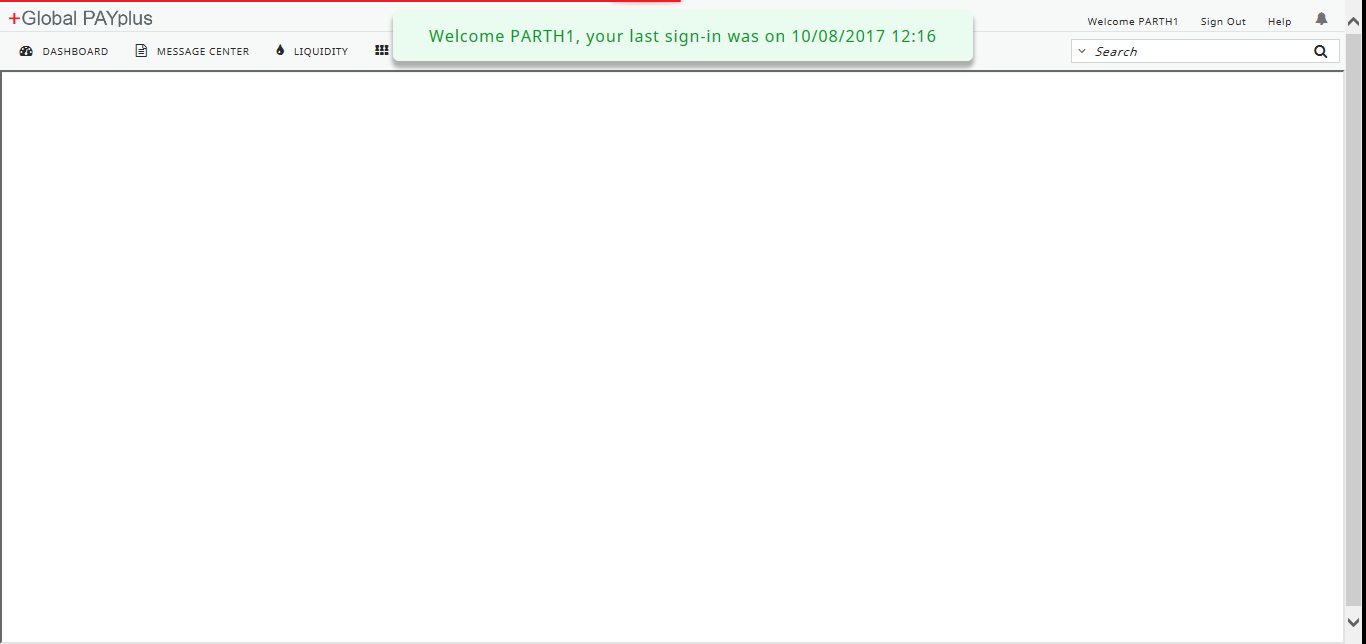 +Global PAYplus
Welcome PARTH1 Sign Out Help
Welcome PARTH1, your last sign-in was on 10/08/2017 12:16
DASHBOARD MESSAGE CENTER LIQUIDITY
Search